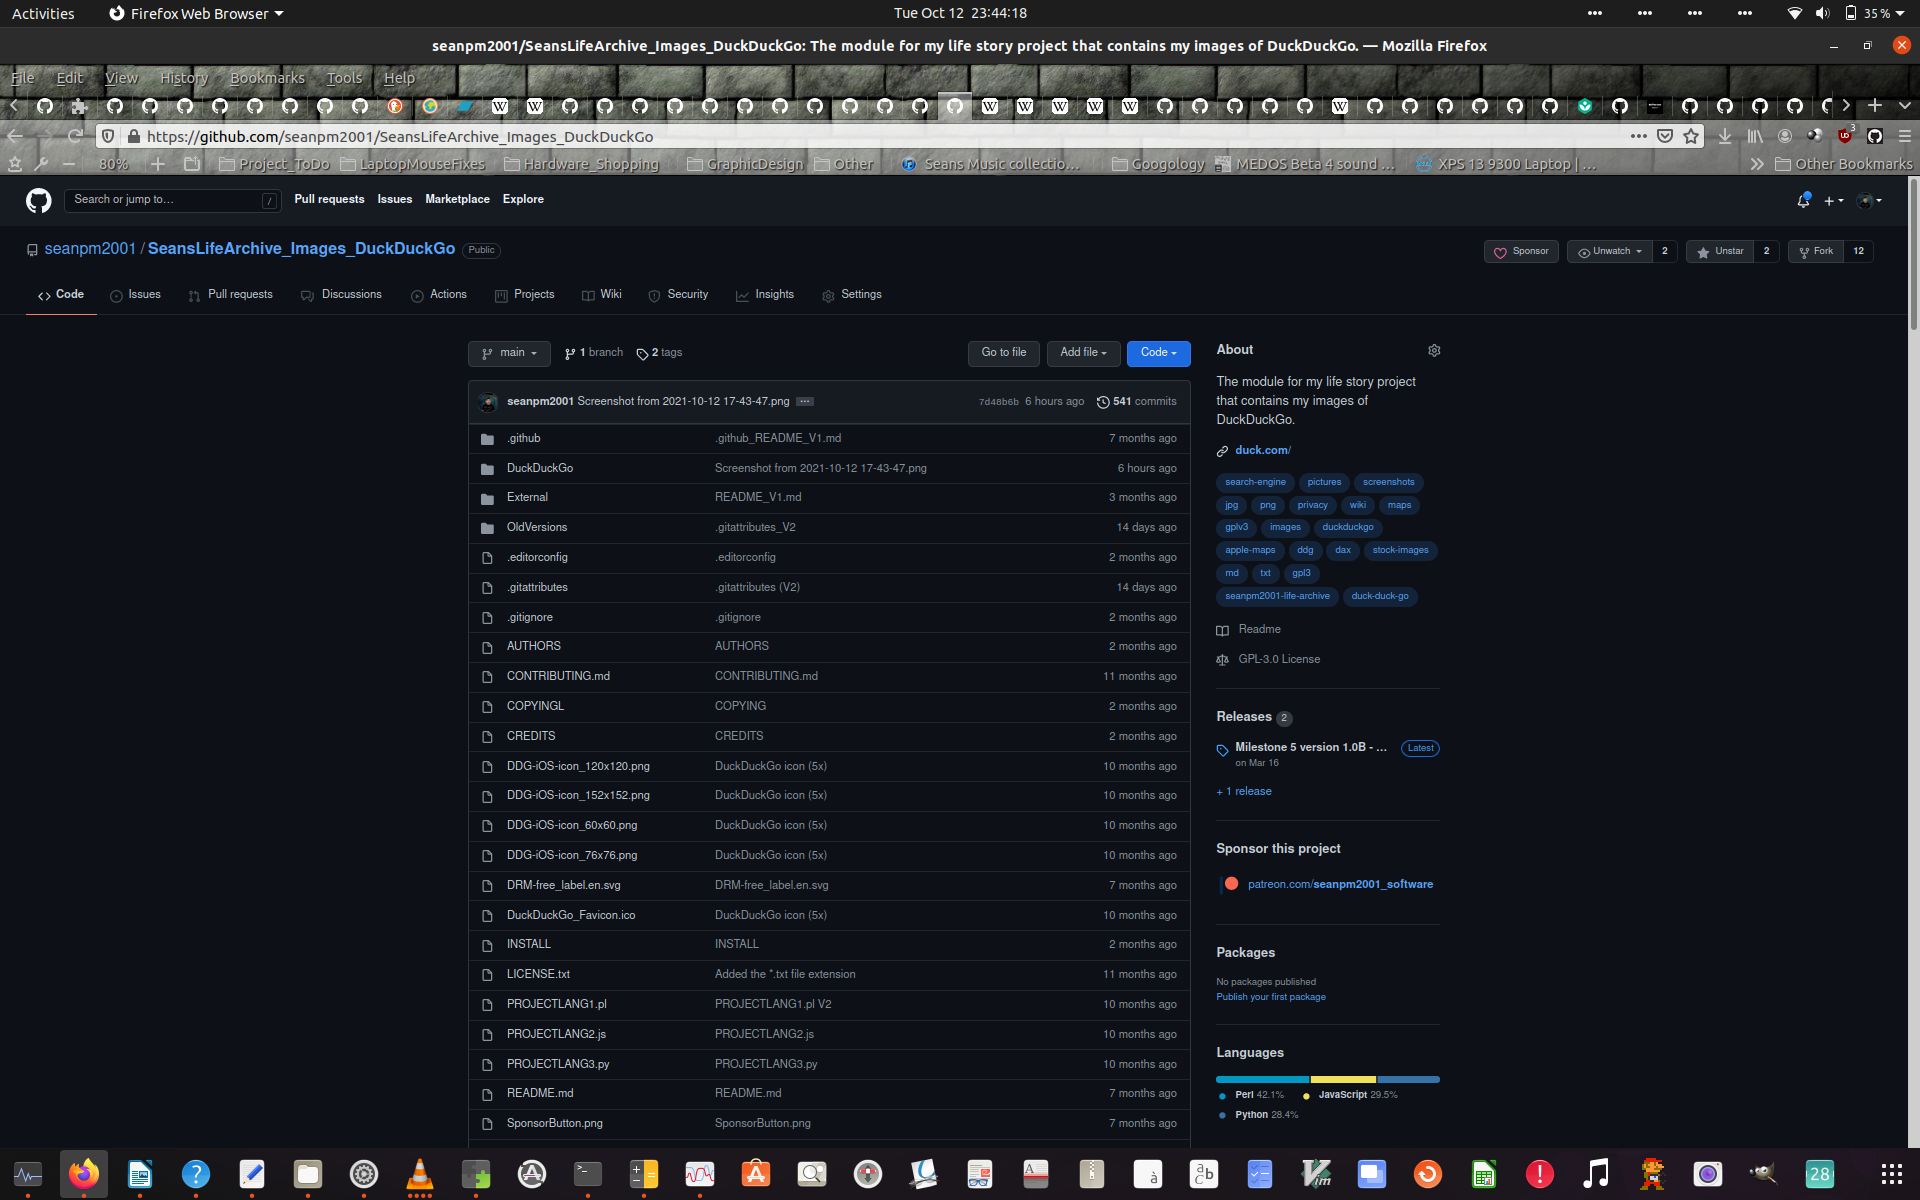 Activities Firefox Web Browser Tue Oct 12 23:44:18 35 %
seanpm2001/SeansLifeArchive_Images_DuckDuckGo: The module for my life story project that contains my images of DuckDuckGo. — Mozilla Firefox
File Edit View History Bookmarks Tools Help
https://github.com/seanpm2001/SeansLifeArchive_Images_DuckDuckGo 3
80% Project_ToDo LaptopMouseFixes Hardware_Shopping GraphicDesign Other Seans Music collectio… Googology MEDOS Beta 4 sound … XPS 13 9300 Laptop | … Other Bookmarks
Search or jump to… / Pull requests Issues Marketplace Explore
seanpm2001 / SeansLifeArchive_Images_DuckDuckGo Public Sponsor Unwatch 2 Unstar 2 Fork 12
Code Issues Pull requests Discussions Actions Projects Wiki Security Insights Settings
main 1 branch 2 tags Go to file Add file Code
seanpm2001 Screenshot from 2021-10-12 17-43-47.png … 7d48b6b 6 hours ago 541 commits
.github .github_README_V1.md 7 months ago
DuckDuckGo Screenshot from 2021-10-12 17-43-47.png 6 hours ago
External README_V1.md 3 months ago
OldVersions .gitattributes_V2 14 days ago
.editorconfig .editorconfig 2 months ago
.gitattributes .gitattributes (V2) 14 days ago
.gitignore .gitignore 2 months ago
AUTHORS AUTHORS 2 months ago
CONTRIBUTING.md CONTRIBUTING.md 11 months ago
COPYINGL COPYING 2 months ago
CREDITS CREDITS 2 months ago
DDG-iOS-icon_120x120.png DuckDuckGo icon (5x) 10 months ago
DDG-iOS-icon_152x152.png DuckDuckGo icon (5x) 10 months ago
DDG-iOS-icon_60x60.png DuckDuckGo icon (5x) 10 months ago
DDG-iOS-icon_76x76.png DuckDuckGo icon (5x) 10 months ago
DRM-free_label.en.svg DRM-free_label.en.svg 7 months ago
DuckDuckGo_Favicon.ico DuckDuckGo icon (5x) 10 months ago
INSTALL INSTALL 2 months ago
LICENSE.txt Added the *.txt file extension 11 months ago
PROJECTLANG1.pl PROJECTLANG1.pl V2 10 months ago
PROJECTLANG2.js PROJECTLANG2.js 10 months ago
PROJECTLANG3.py PROJECTLANG3.py 10 months ago
README.md README.md 7 months ago
SponsorButton.png SponsorButton.png 7 months ago
About
The module for my life story project
that contains my images of
DuckDuckGo.
duck.com/
search-engine pictures screenshots
jpg png privacy wiki maps
gplv3 images duckduckgo
apple-maps ddg dax stock-images
md txt gpl3
seanpm2001-life-archive duck-duck-go
Readme
GPL-3.0 License
Releases 2
Milestone 5 version 1.0B - … Latest
on Mar 16
+ 1 release
Sponsor this project
patreon.com/seanpm2001_software
Packages
No packages published
Publish your first package
Languages
Perl 42.1% JavaScript 29.5%
Python 28.4%
28